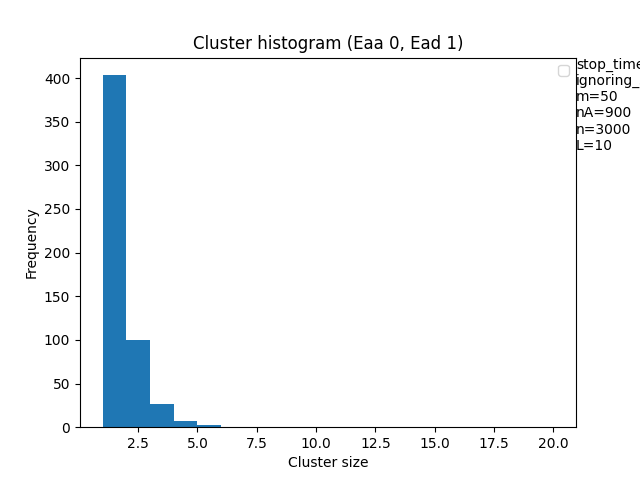 Cluster histogram (Eaa 0, Ead 1)
stop_time
ignoring_
m=50
nA=900
n=3000
L=10
400
350
300
250
200
150
100
50
0
Frequency
2.5 5.0 7.5 10.0 12.5 15.0 17.5 20.0
Cluster size